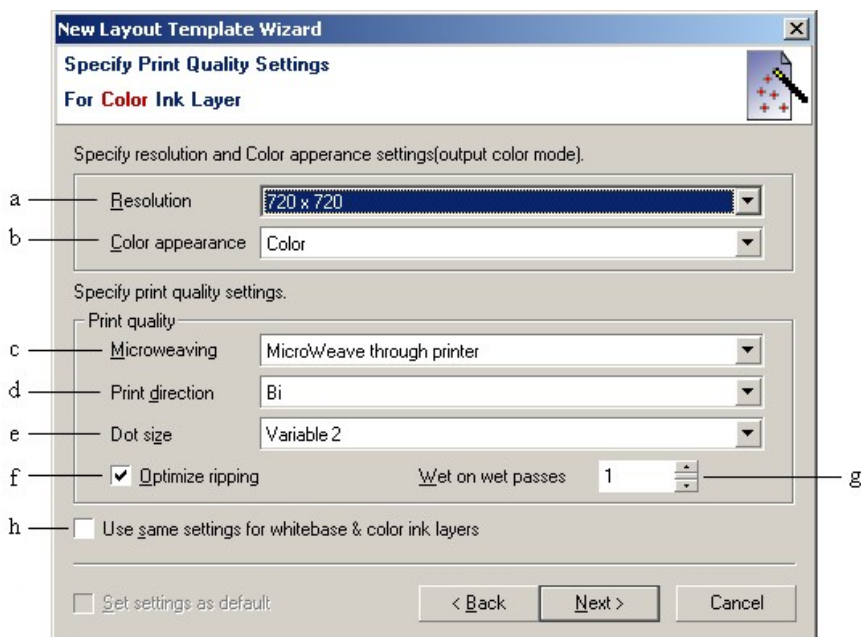 New Layout Template Wizard
Specify Print Quality Settings
For Color Ink Layer
Specify resolution and Color apperance settings(output color mode).
a Resolution 720 x 720
b Color appearance Color
Specify print quality settings.
Print quality
c Microweaving MicroWeave through printer
d Print direction Bi
e Dot size Variable 2
f Optimize ripping Wet on wet passes 1 g
h Use same settings for whitebase & color ink layers
Set settings as default < Back Next > Cancel